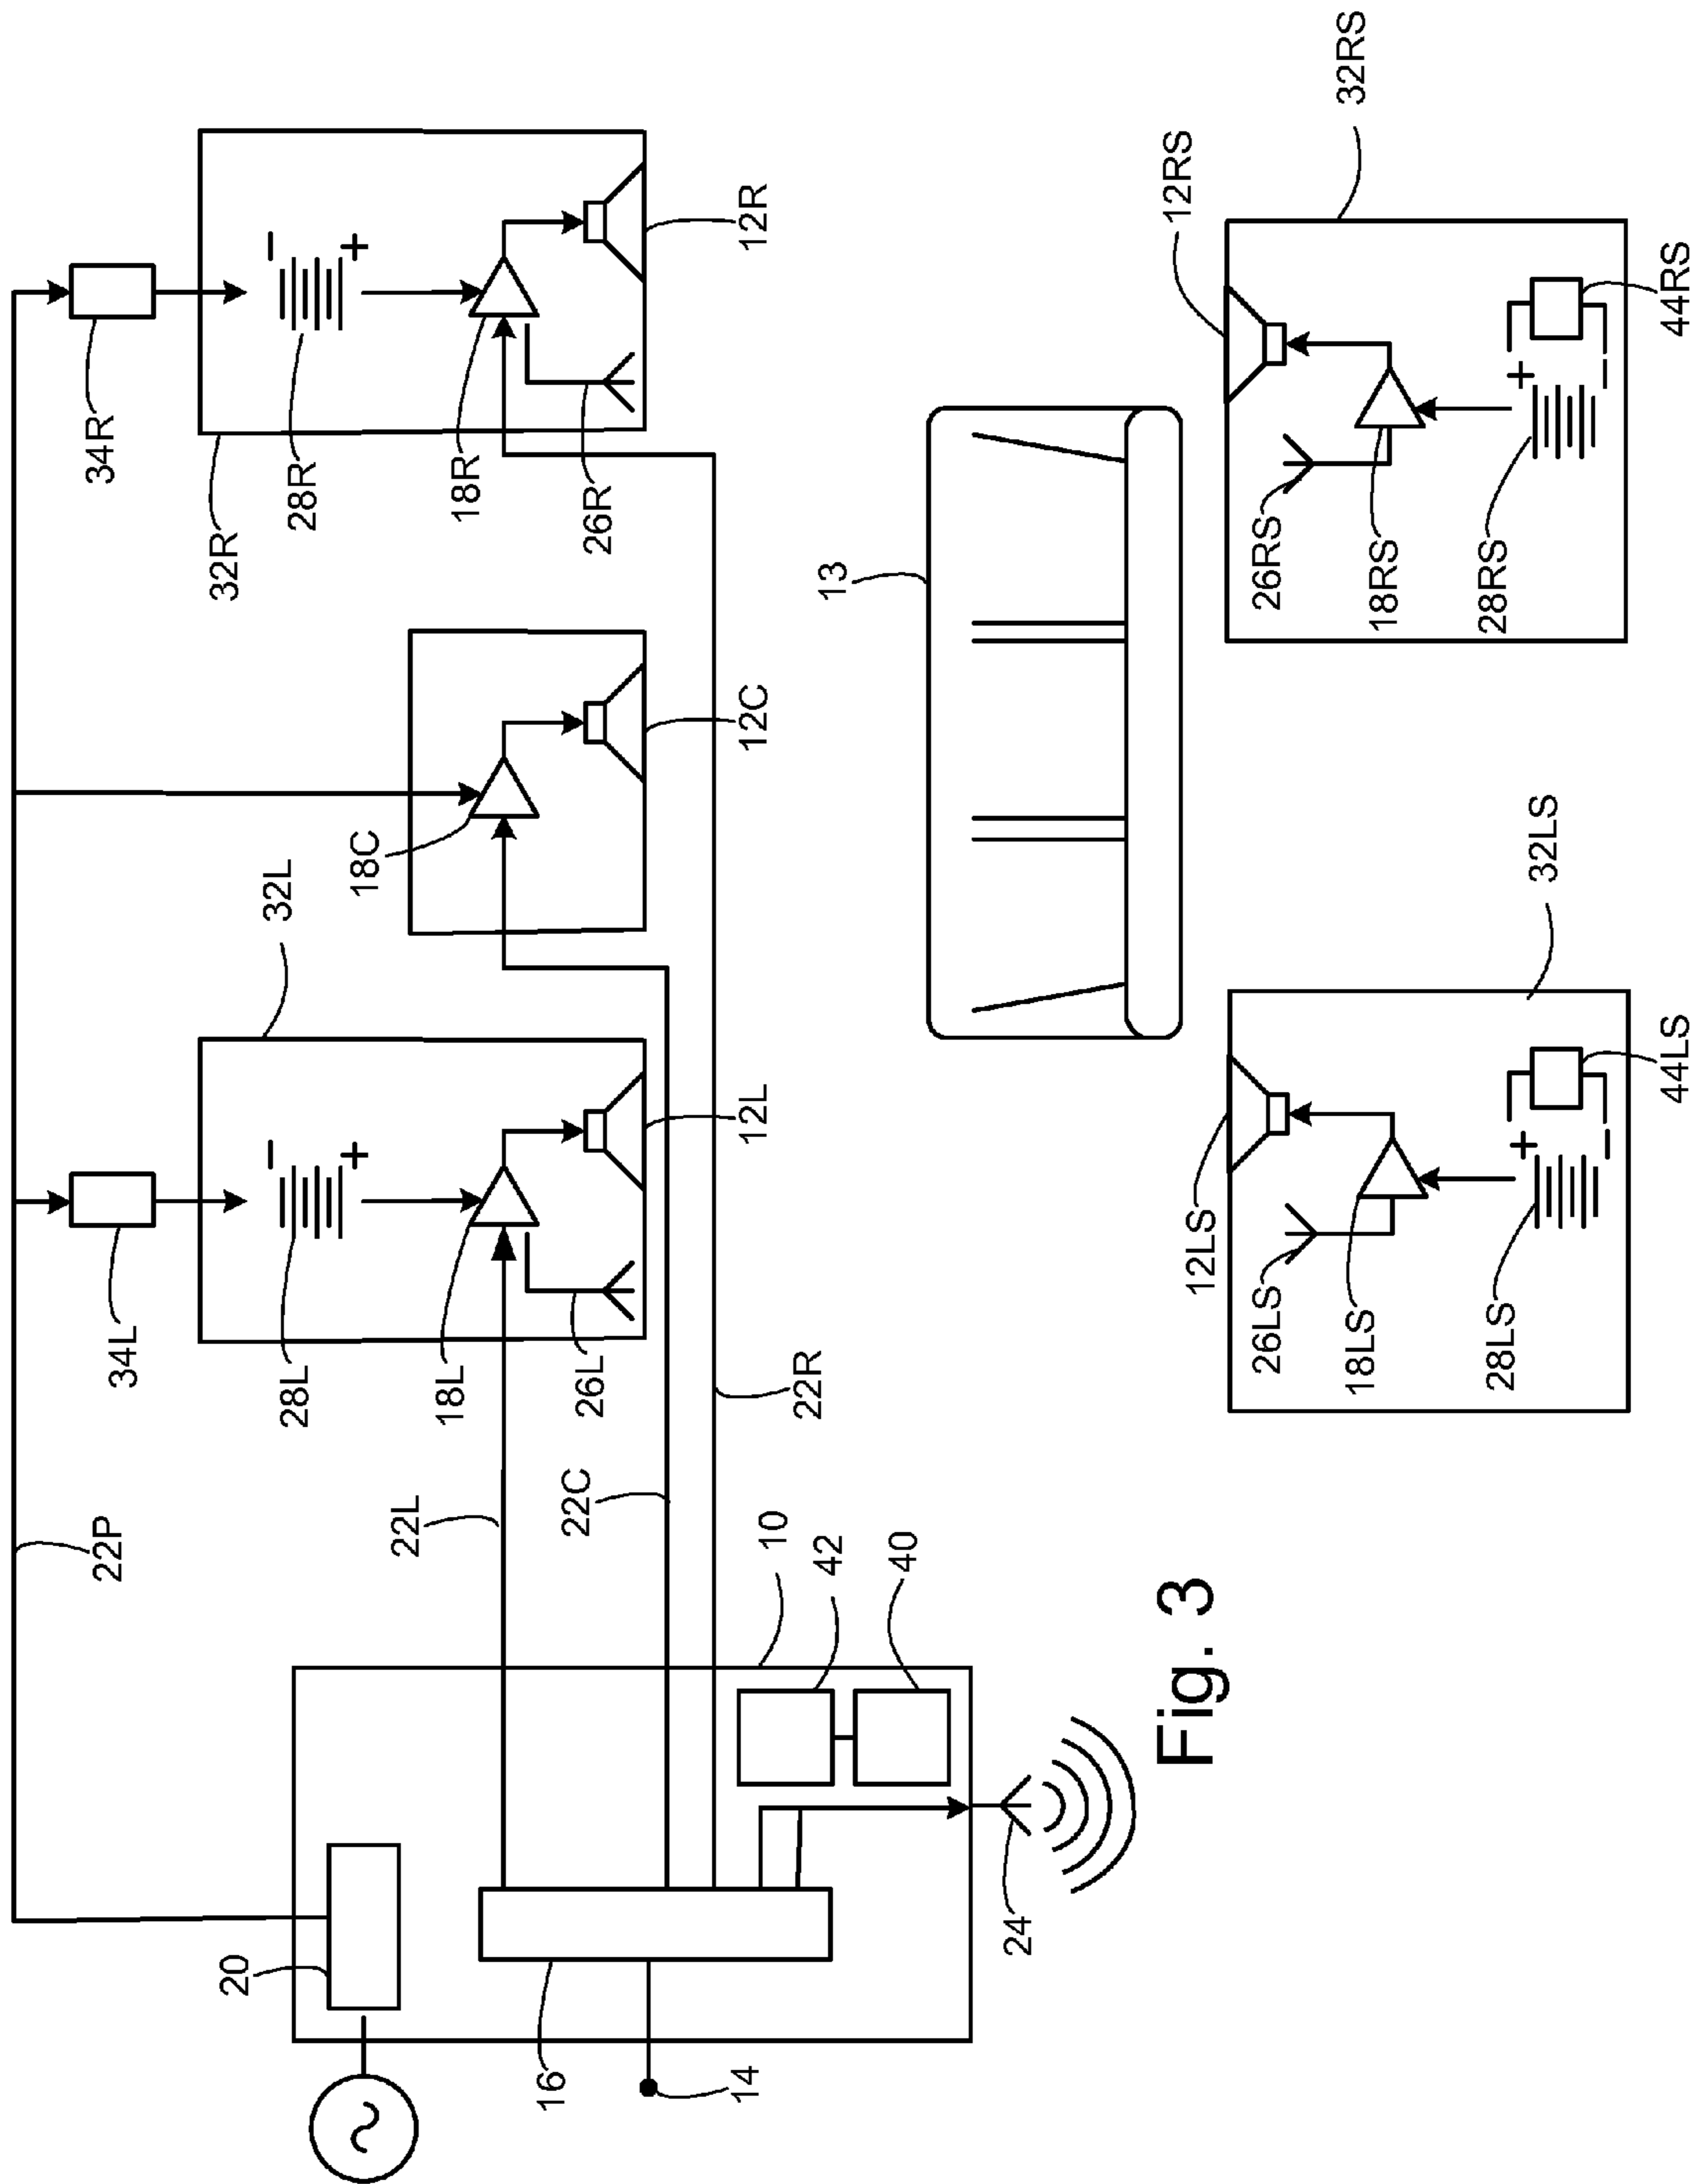 22P
34L
34R
20
32L
32R
-
-
28L
28R
+
+
18C
22L
18L
18R
16
22C
26L
26R
14
10
22R
12L
12C
12R
42
13
40
24
Fig. 3
12LS
12RS
26LS
26RS
18LS
18RS
32RS
28LS
28RS
+
+
32LS
-
-
44LS
44RS